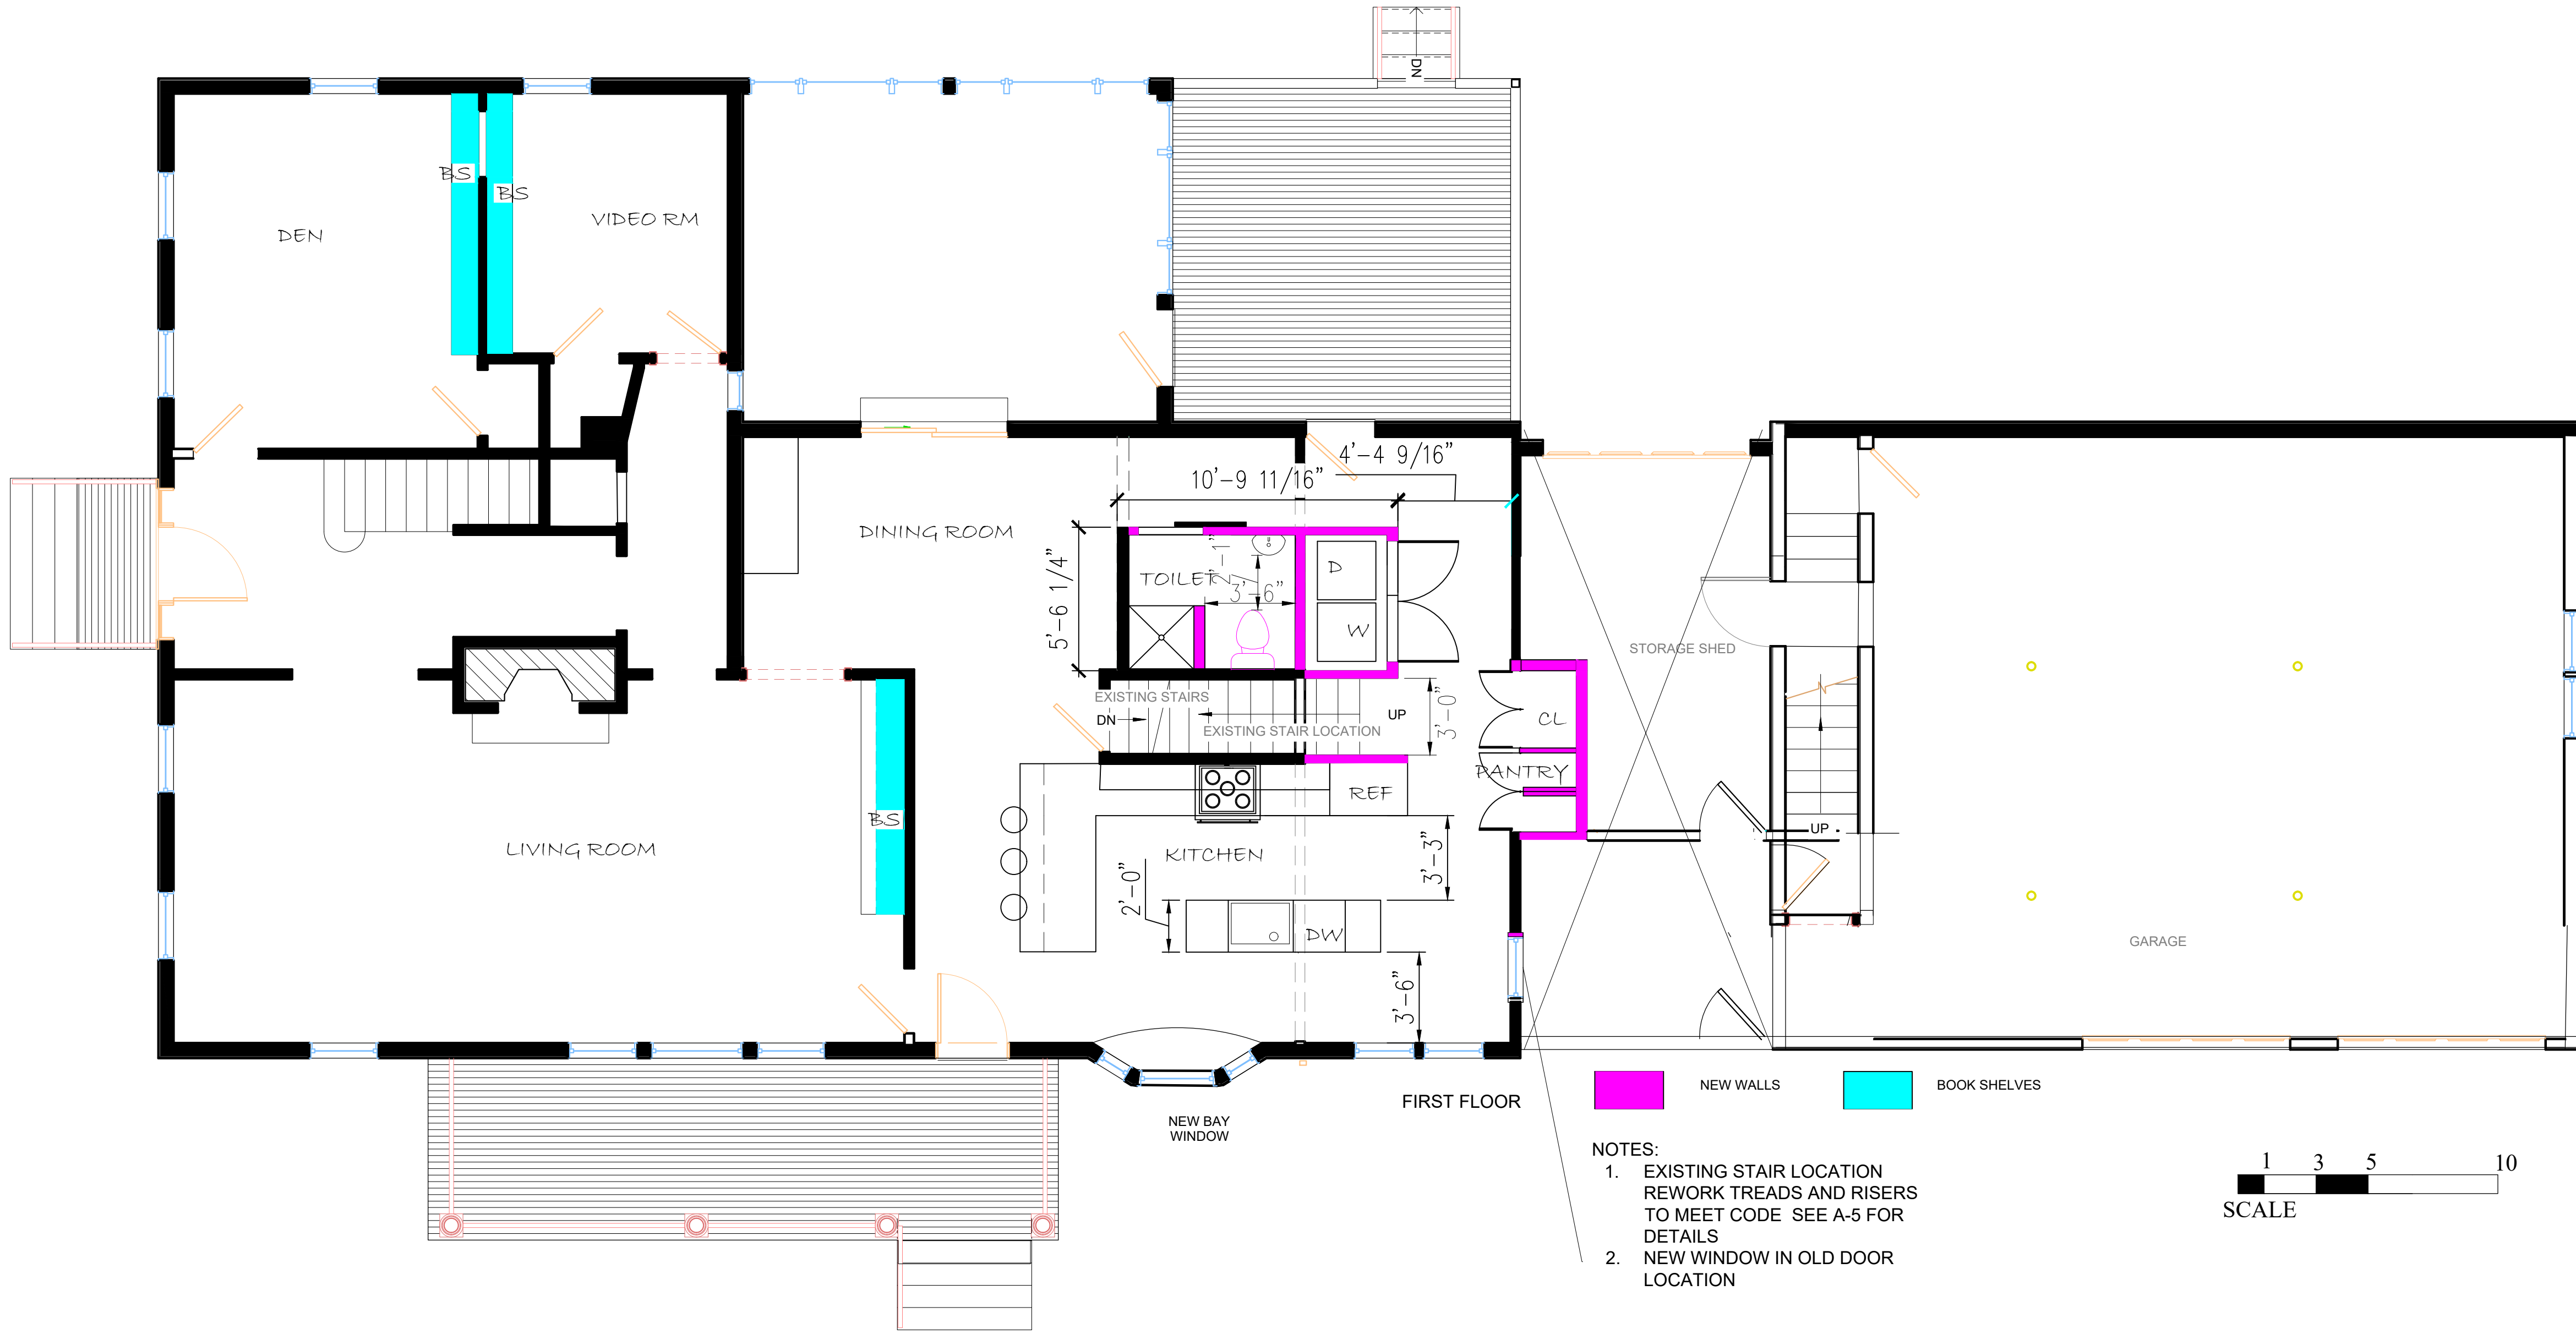 DN
BS
BS
VIDEO RM
DEN
4'-4 9/16"
10'-9 11/16"
DINING ROOM
2'-1"
D
TOILET
3'-6"
5'-6 1/4"
W
STORAGE SHED
EXISTING STAIRS
DN
UP
3'-0"
CL
EXISTING STAIR LOCATION
PANTRY
REF
BS
UP
LIVING ROOM
KITCHEN
3'-3"
2'-0"
DW
GARAGE
3'-6"
NEW WALLS
BOOK SHELVES
FIRST FLOOR
NEW BAY
WINDOW
NOTES:
1. EXISTING STAIR LOCATION
REWORK TREADS AND RISERS
TO MEET CODE SEE A-5 FOR
DETAILS
2. NEW WINDOW IN OLD DOOR
LOCATION
1 3 5 10
SCALE